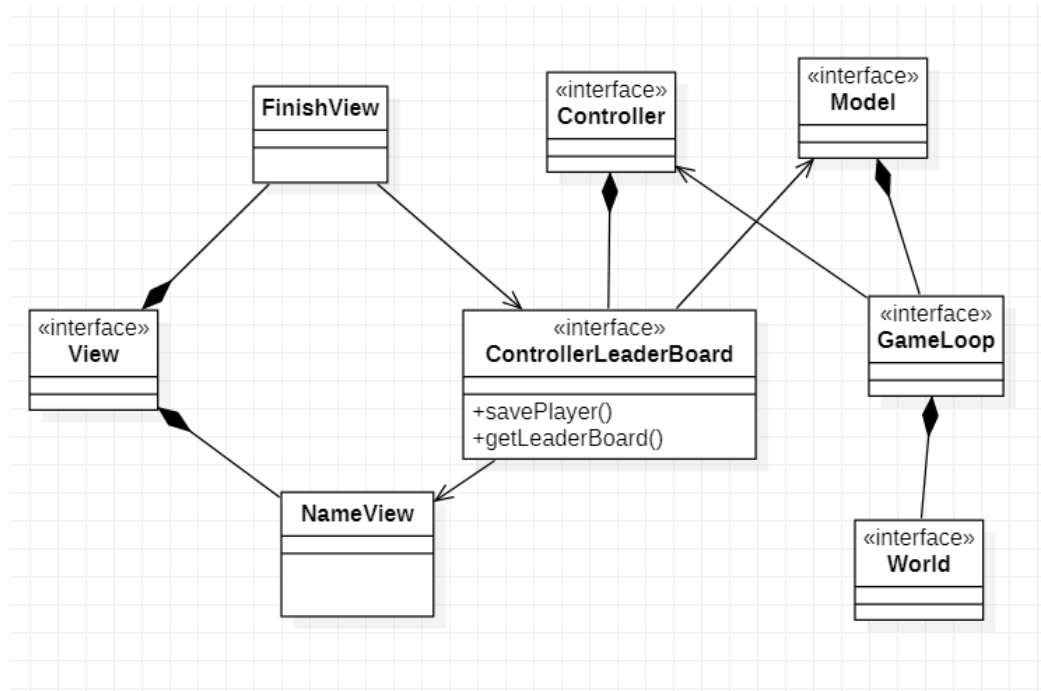 FinishView
«interface»
Controller
«interface»
Model
«interface»
View
«interface»
ControllerLeaderBoard
+savePlayer()
+getLeaderBoard()
«interface»
GameLoop
NameView
«interface»
World